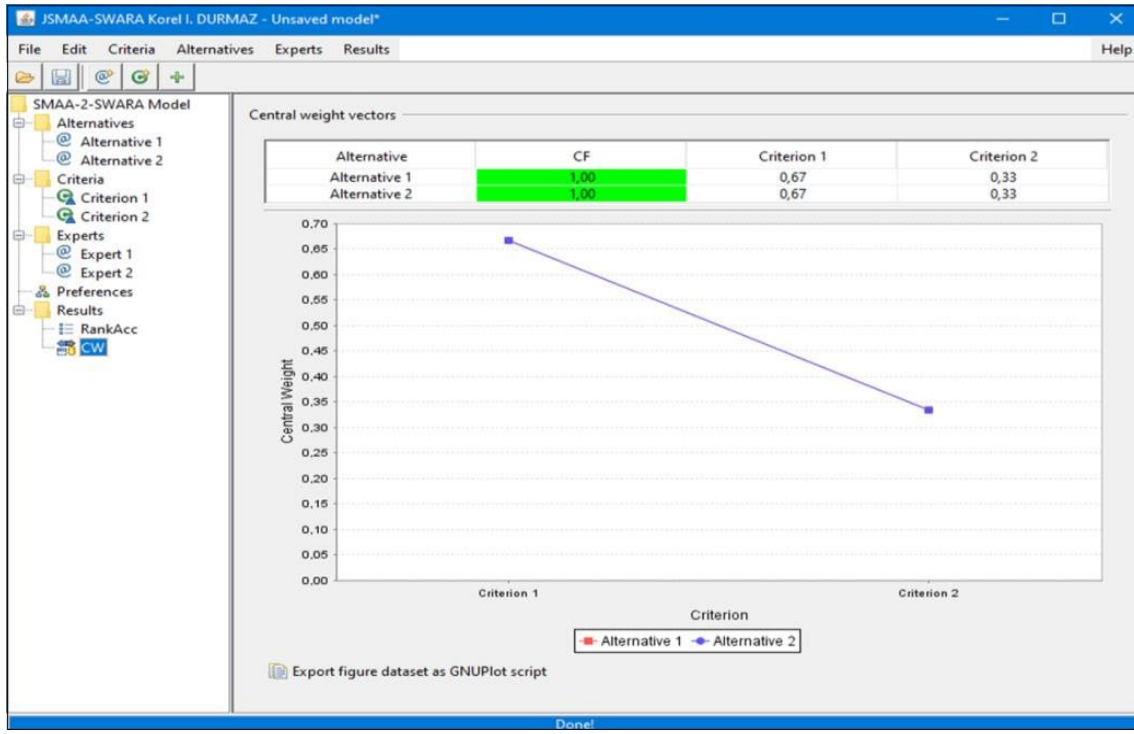 JSMAA-SWARA Korel I. DURMAZ - Unsaved model*
File Edit Criteria Alternatives Experts Results Help
SMAA-2-SWARA Model
Alternatives
Alternative 1
Alternative 2
Criteria
Criterion 1
Criterion 2
Experts
Expert 1
Expert 2
Preferences
Results
RankAcc
CW
Central weight vectors
Alternative CF Criterion 1 Criterion 2
Alternative 1 1,00 0,67 0,33
Alternative 2 1,00 0,67 0,33
Central Weight
0,70
0,65
0,60
0,55
0,50
0,45
0,40
0,35
0,30
0,25
0,20
0,15
0,10
0,05
0,00
Criterion 1 Criterion 2
Criterion
Alternative 1 Alternative 2
Export figure dataset as GNUPlot script
Done!